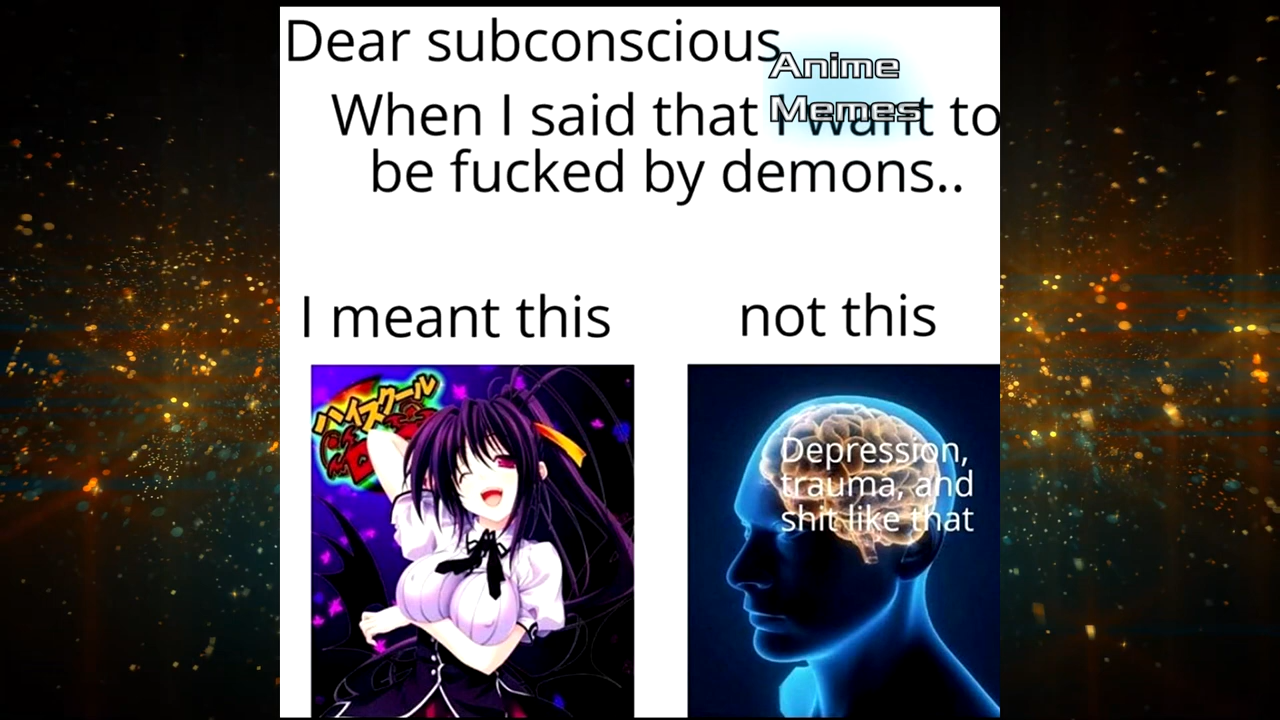 Dear subconscious
Anime
Memes
When I said that I want to
be fucked by demons..
I meant this
not this
ハイスクール
Depression,
trauma, and
shit like that